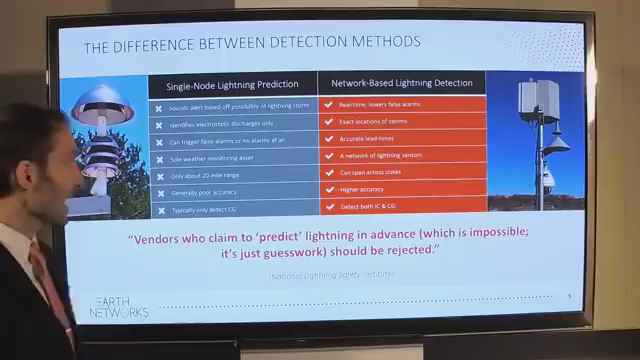 THE DIFFERENCE BETWEEN DETECTION METHODS
Single-Node Lightning Prediction
Network-Based Lightning Detection
Sounds alert based off possibility of lightning storm
Real-time, lowers false alarms
Identifies electrostatic discharges only
Exact locations of storms
Can trigger false alarms or no alarms at all
Accurate lead-times
Sole weather monitoring asset
A network of lightning sensors
Only about 20 mile range
Can span across states
Generally poor accuracy
Higher accuracy
Typically only detect CG
Detect both IC & CG
“Vendors who claim to ‘predict’ lightning in advance (which is impossible;
it’s just guesswork) should be rejected.”
(National Lightning Safety Institute)
EARTH
NETWORKS